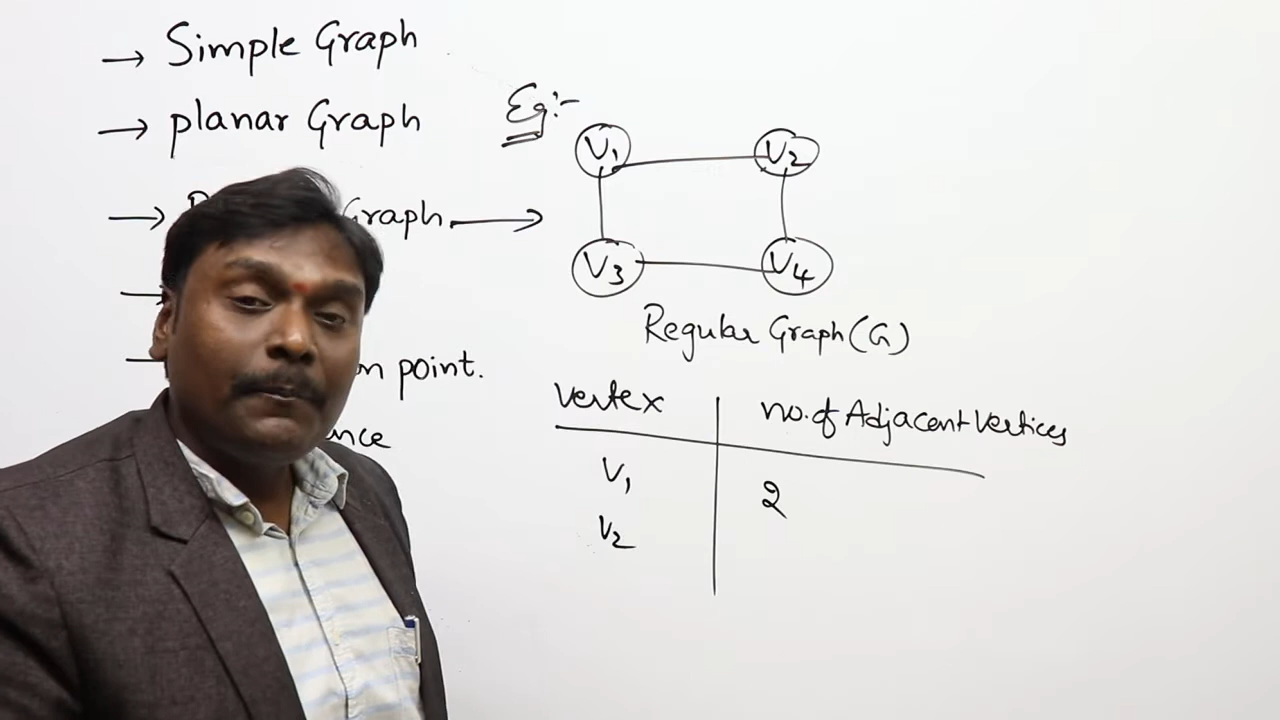 → Simple Graph
→ planar Graph
→ Graph →
→
on point.
nce
Eg:-
V1 V2
V3 V4
Regular Graph (G)
Vertex no. of Adjacent Vertices
V1 2
V2